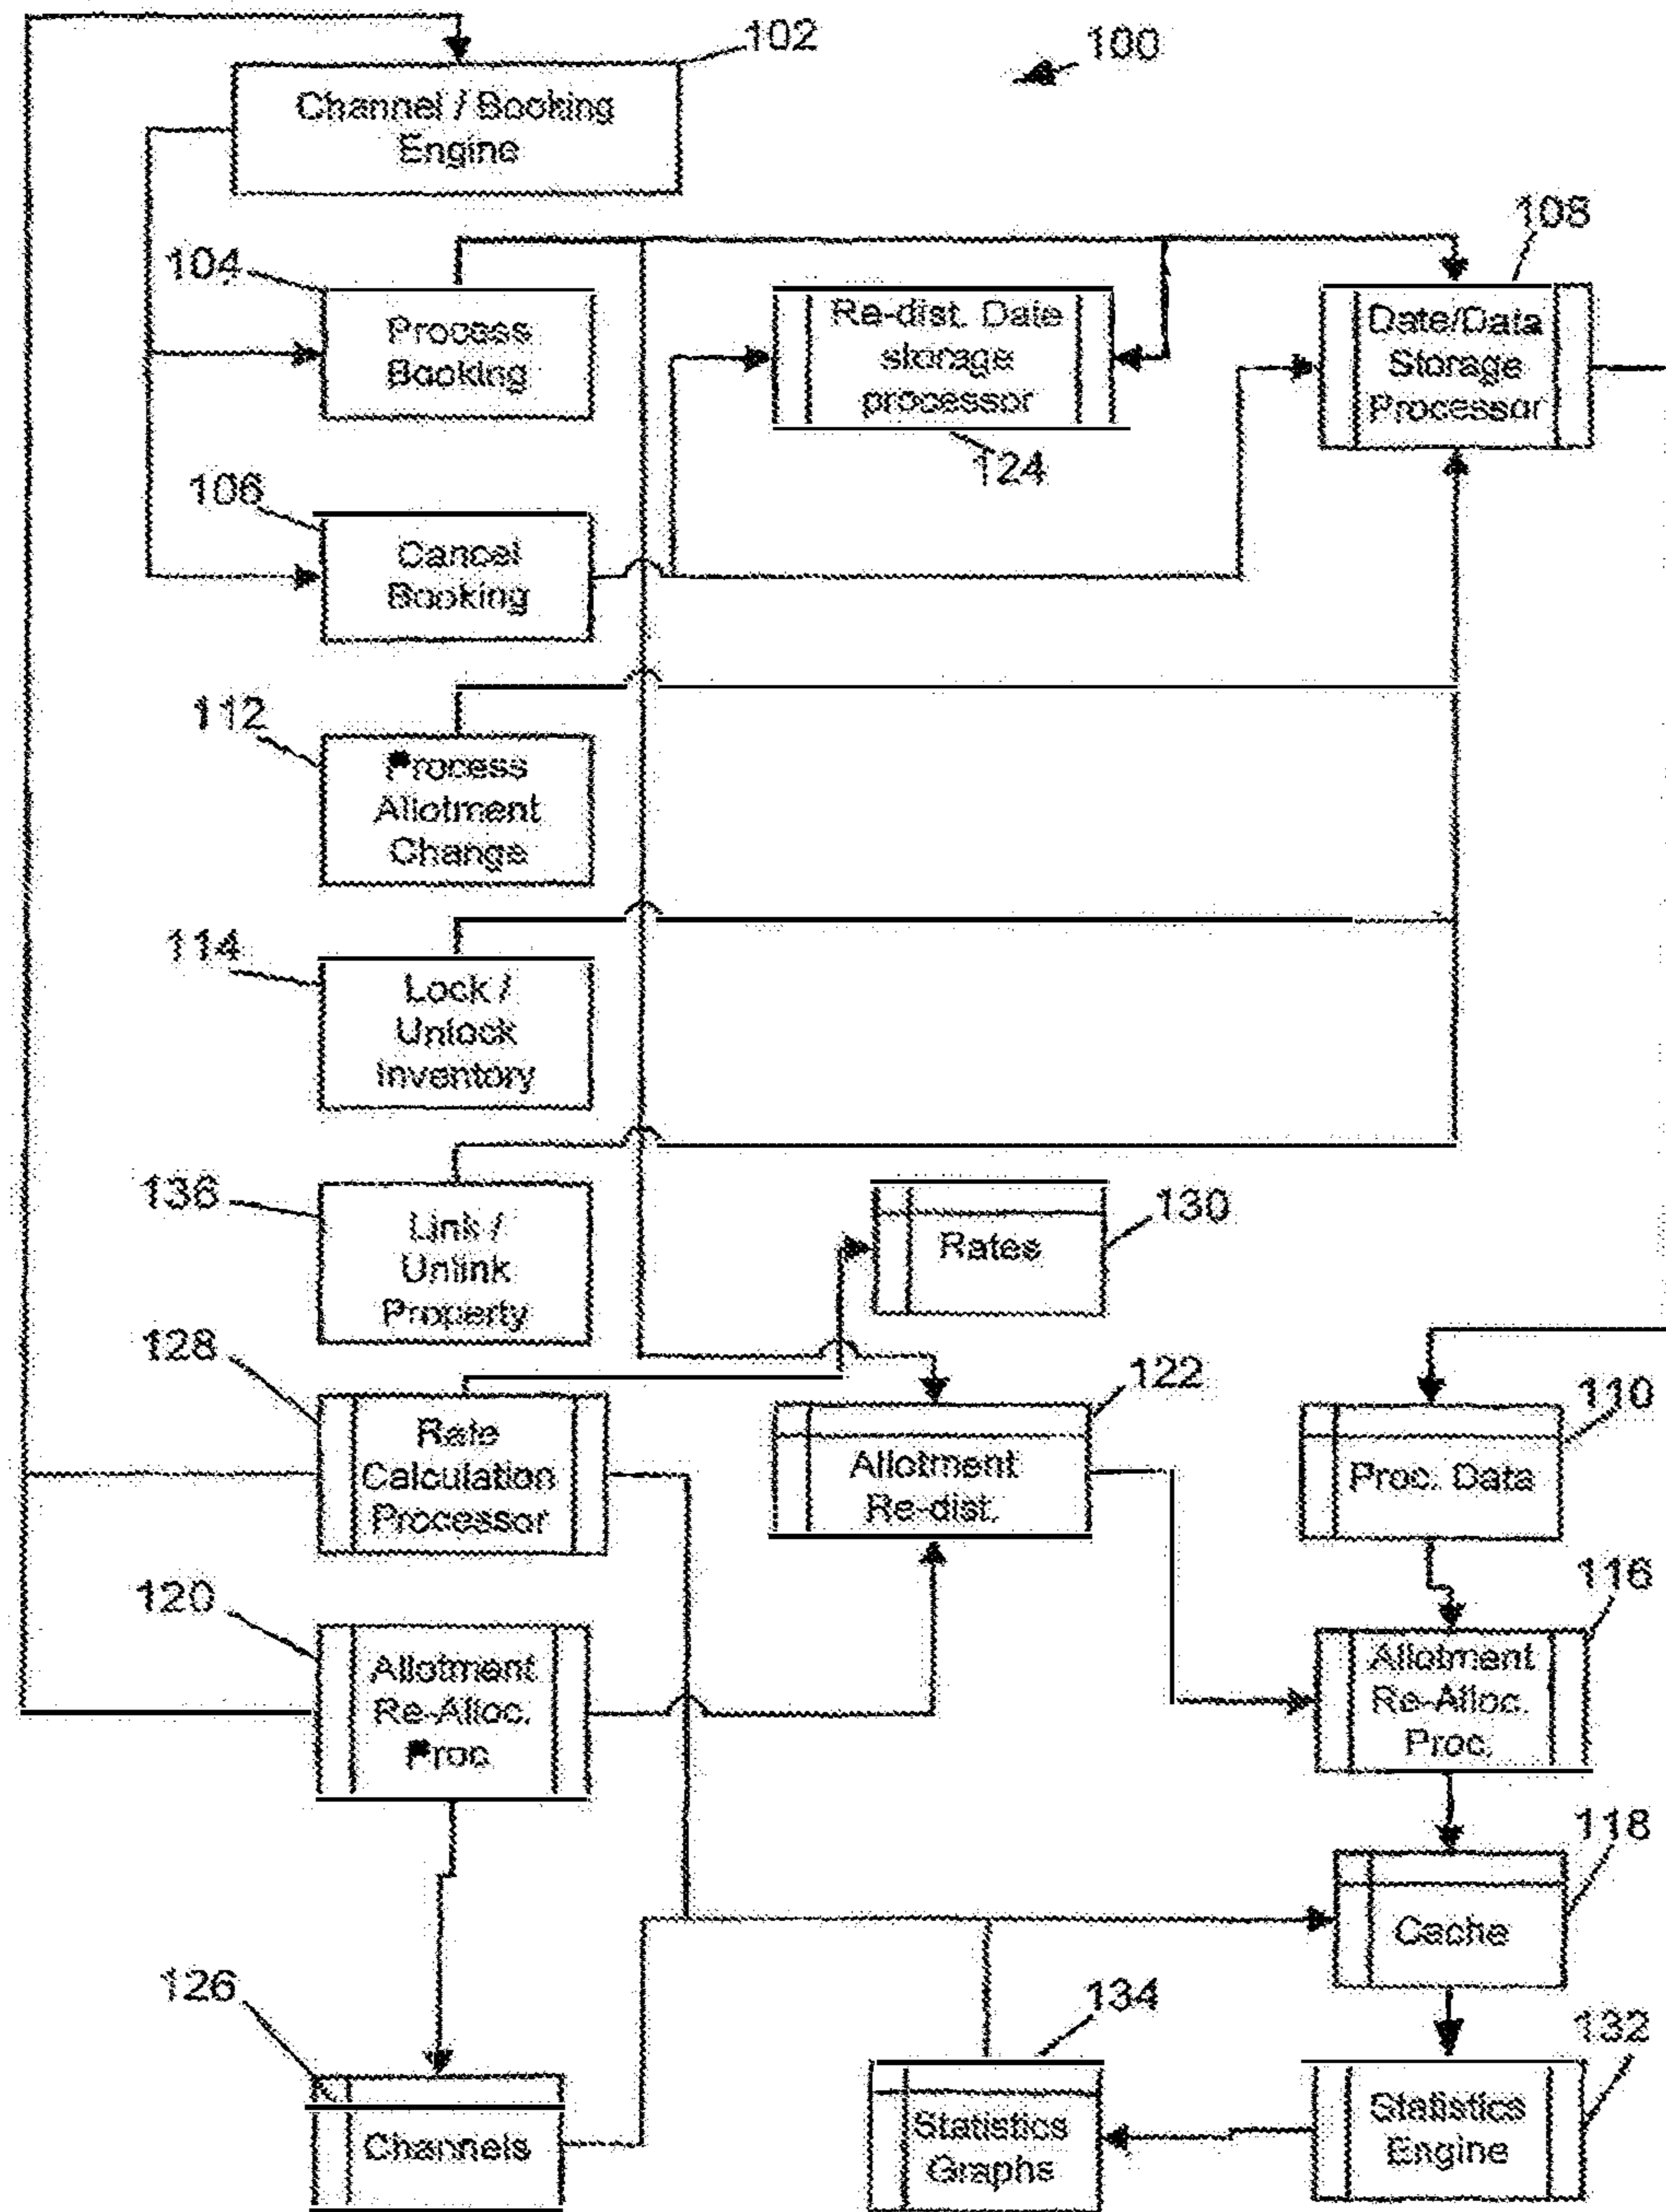 102
100
Channel / Booking
Engine
108
104
Process
Booking
Re-dist. Date
storage
processor
Date/Data
Storage
Processor
124
106
Cancel
Booking
112
Process
Allotment
Change
114
Lock /
Unlock
Inventory
136
Link /
Unlink
Property
130
Rates
128
Rate
Calculation
Processor
122
Allotment
Re-dist.
110
Proc. Data
120
Allotment
Re-Alloc.
Proc
116
Allotment
Re-Alloc.
Proc.
118
Cache
126
Channels
134
Statistics
Graphs
132
Statistics
Engine